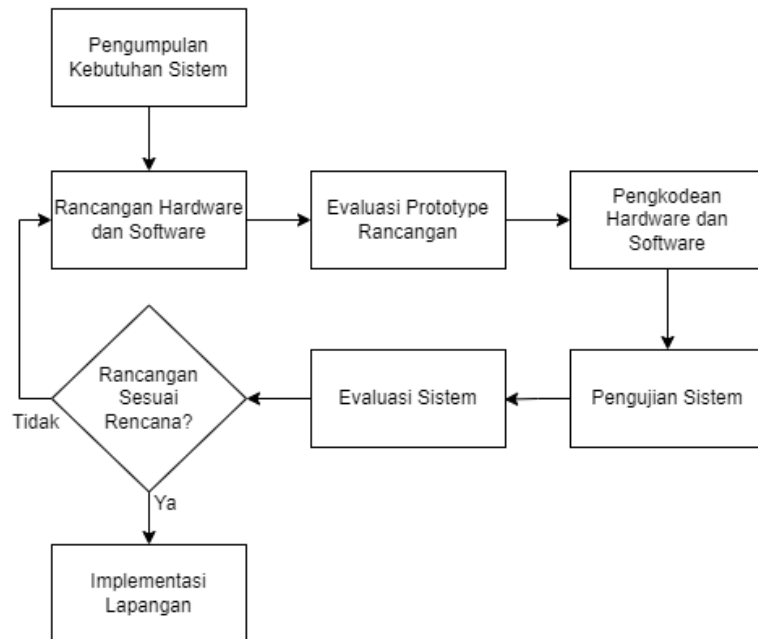 Pengumpulan
Kebutuhan Sistem
Rancangan Hardware
dan Software
Evaluasi Prototype
Rancangan
Pengkodean
Hardware dan
Software
Pengujian Sistem
Evaluasi Sistem
Rancangan
Sesuai
Rencana?
Tidak
Ya
Implementasi
Lapangan